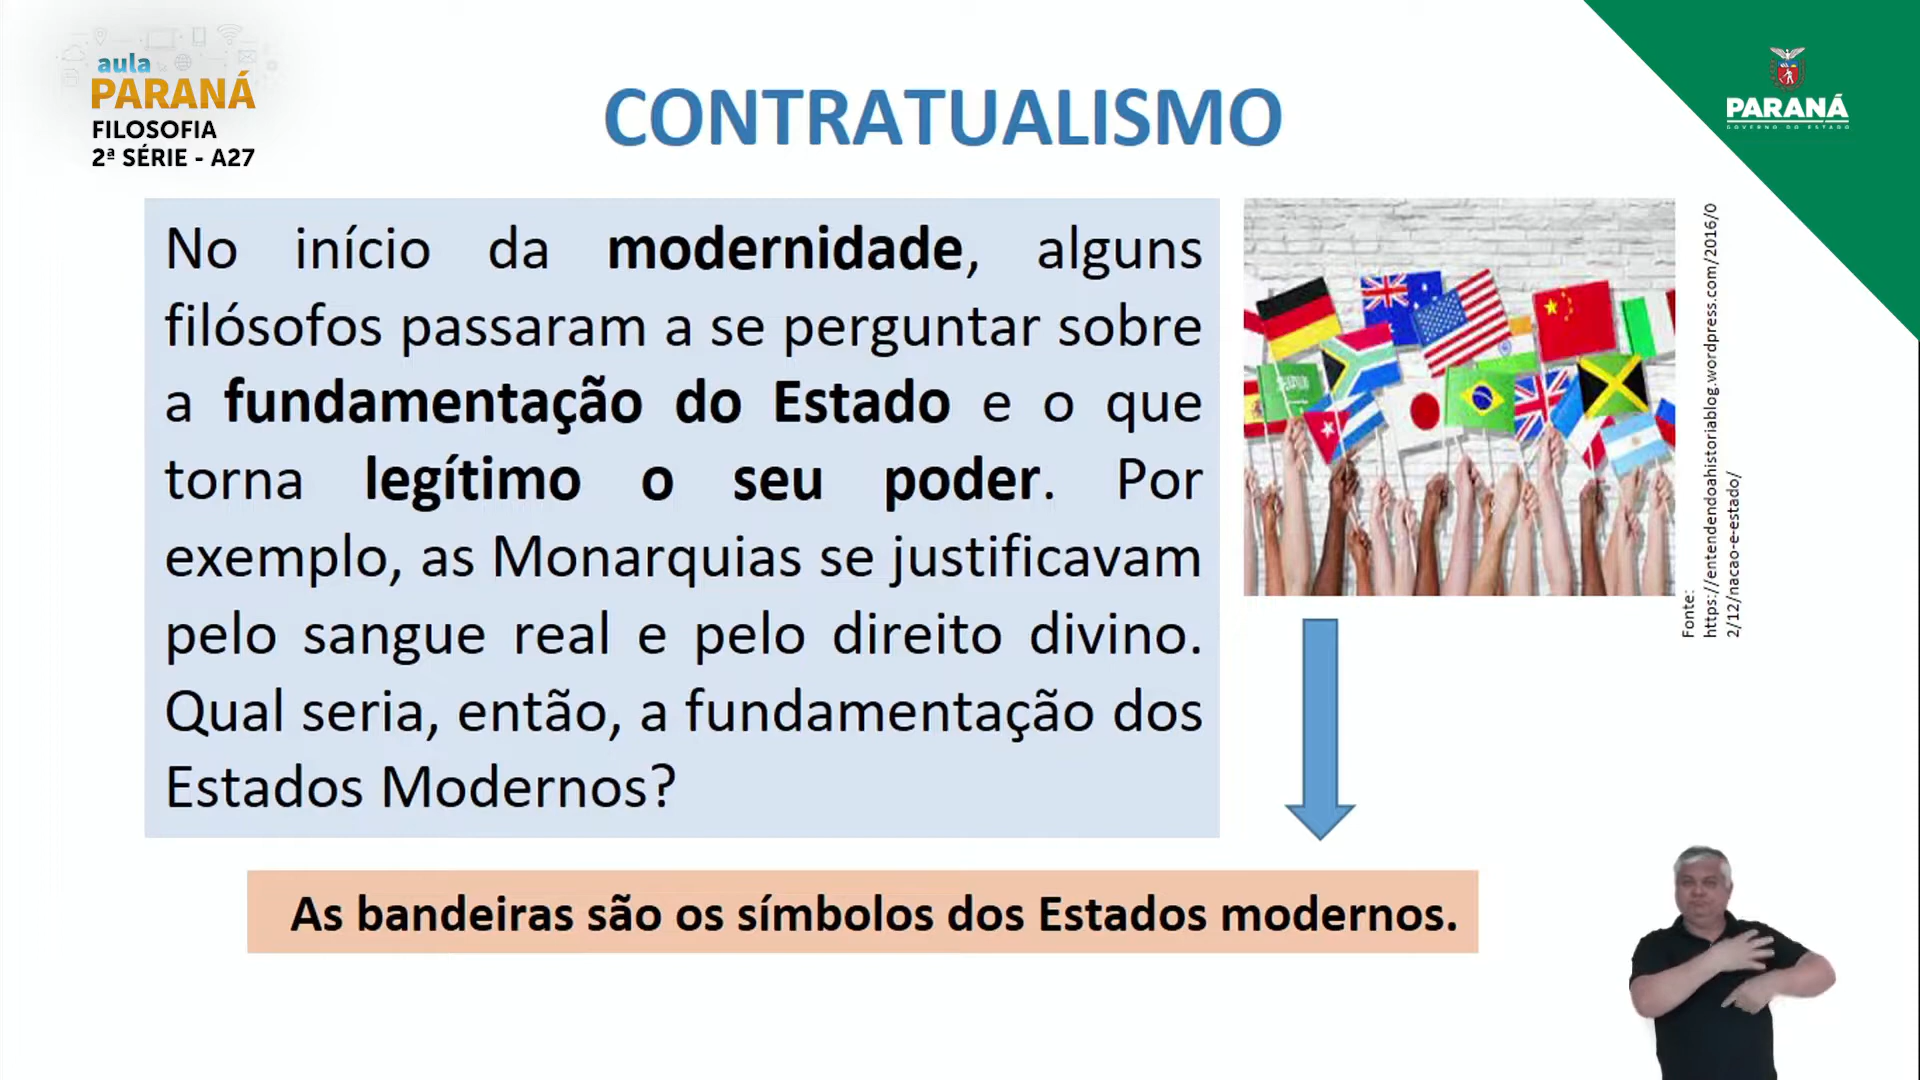 aula
PARANÁ
FILOSOFIA
2ª SÉRIE - A27
CONTRATUALISMO
PARANÁ
GOVERNO DO ESTADO
No início da modernidade, alguns
filósofos passaram a se perguntar sobre
a fundamentação do Estado e o que
torna legítimo o seu poder. Por
exemplo, as Monarquias se justificavam
pelo sangue real e pelo direito divino.
Qual seria, então, a fundamentação dos
Estados Modernos?
Fonte:
https://entendendoahistoriablog.wordpress.com/2016/0
2/12/nacao-e-estado/
As bandeiras são os símbolos dos Estados modernos.